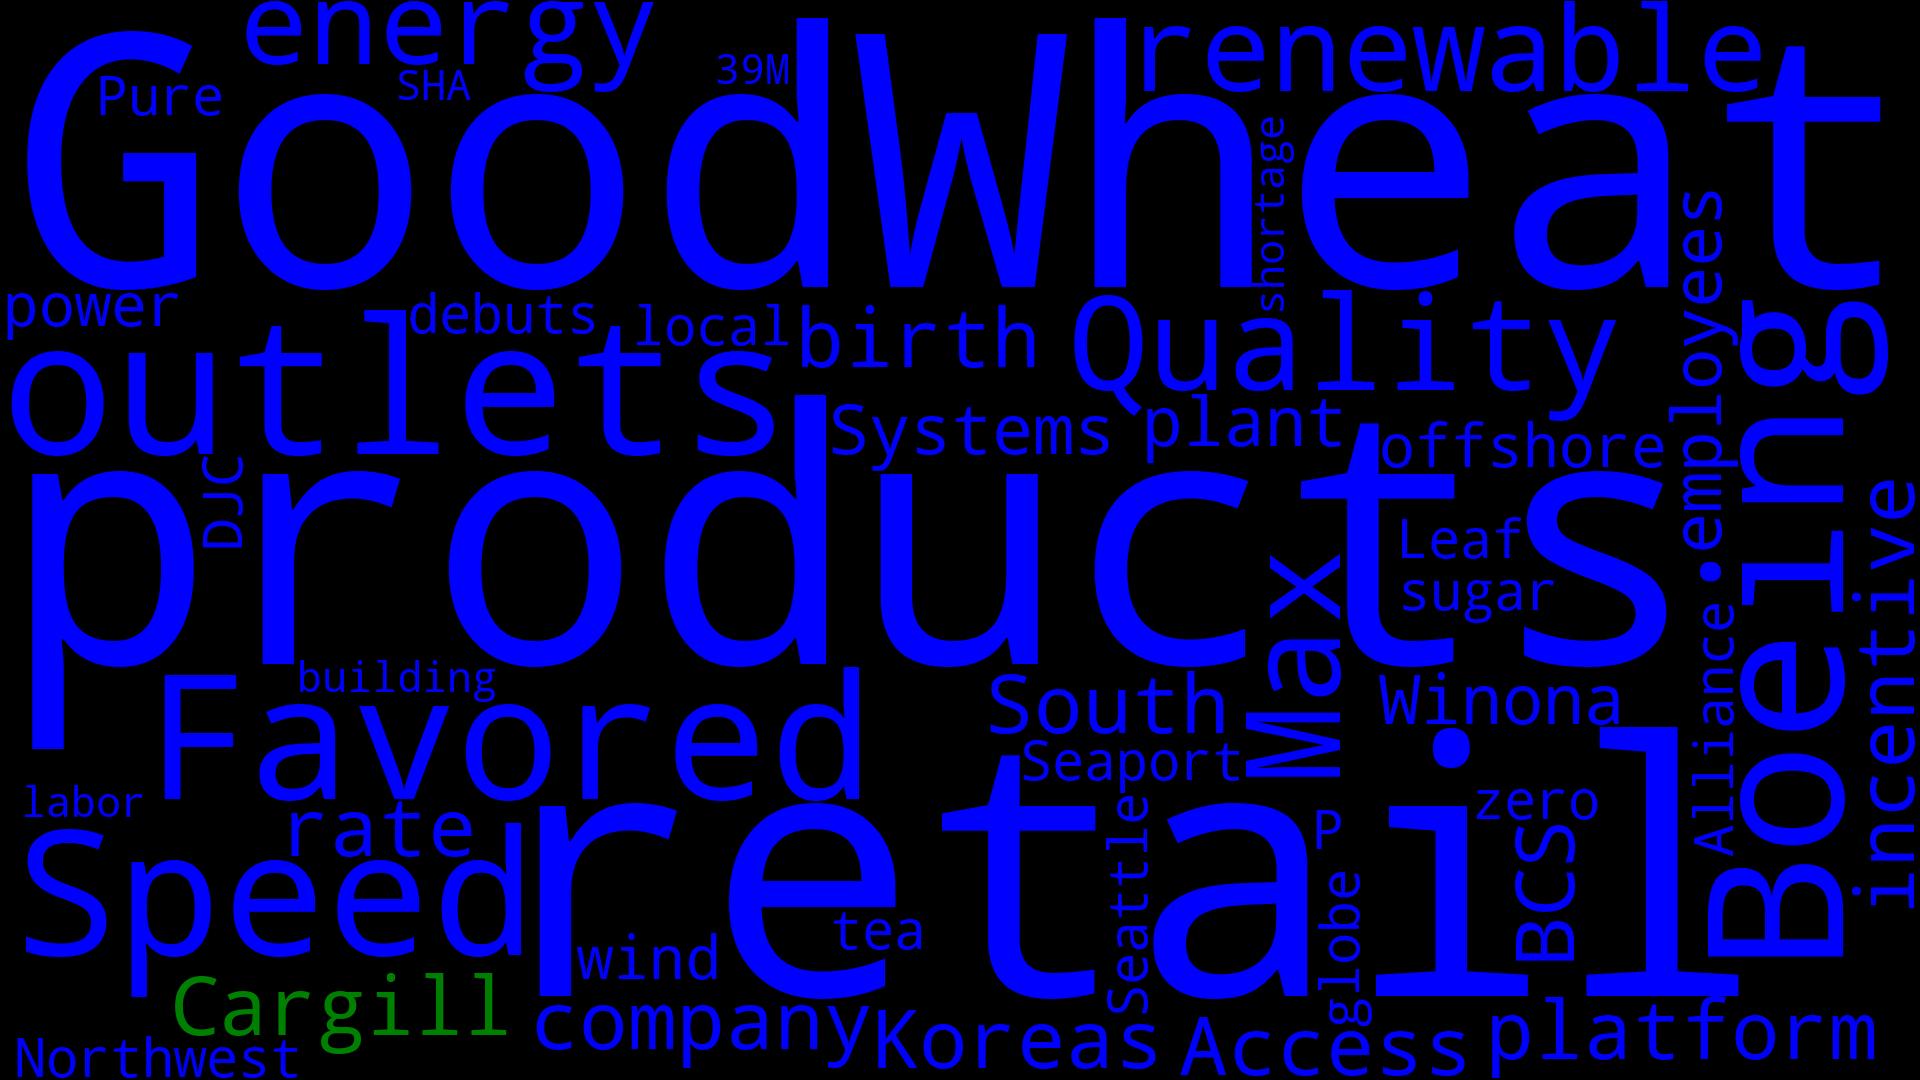 energy
renewable
Pure
SHA
39M
GoodWheat
shortage
power
debuts
local
birth
Quality
employees
outlets
Systems
plant
offshore
Boeing
incentive
DJC
products
Leaf
sugar
Max
building
Favored
South
Winona
Seaport
Alliance
labor
rate
Speed
retail
Seattle
P
zero
BCS
globe
tea
wind
Cargill
company
Koreas
Access
platform
Northwest